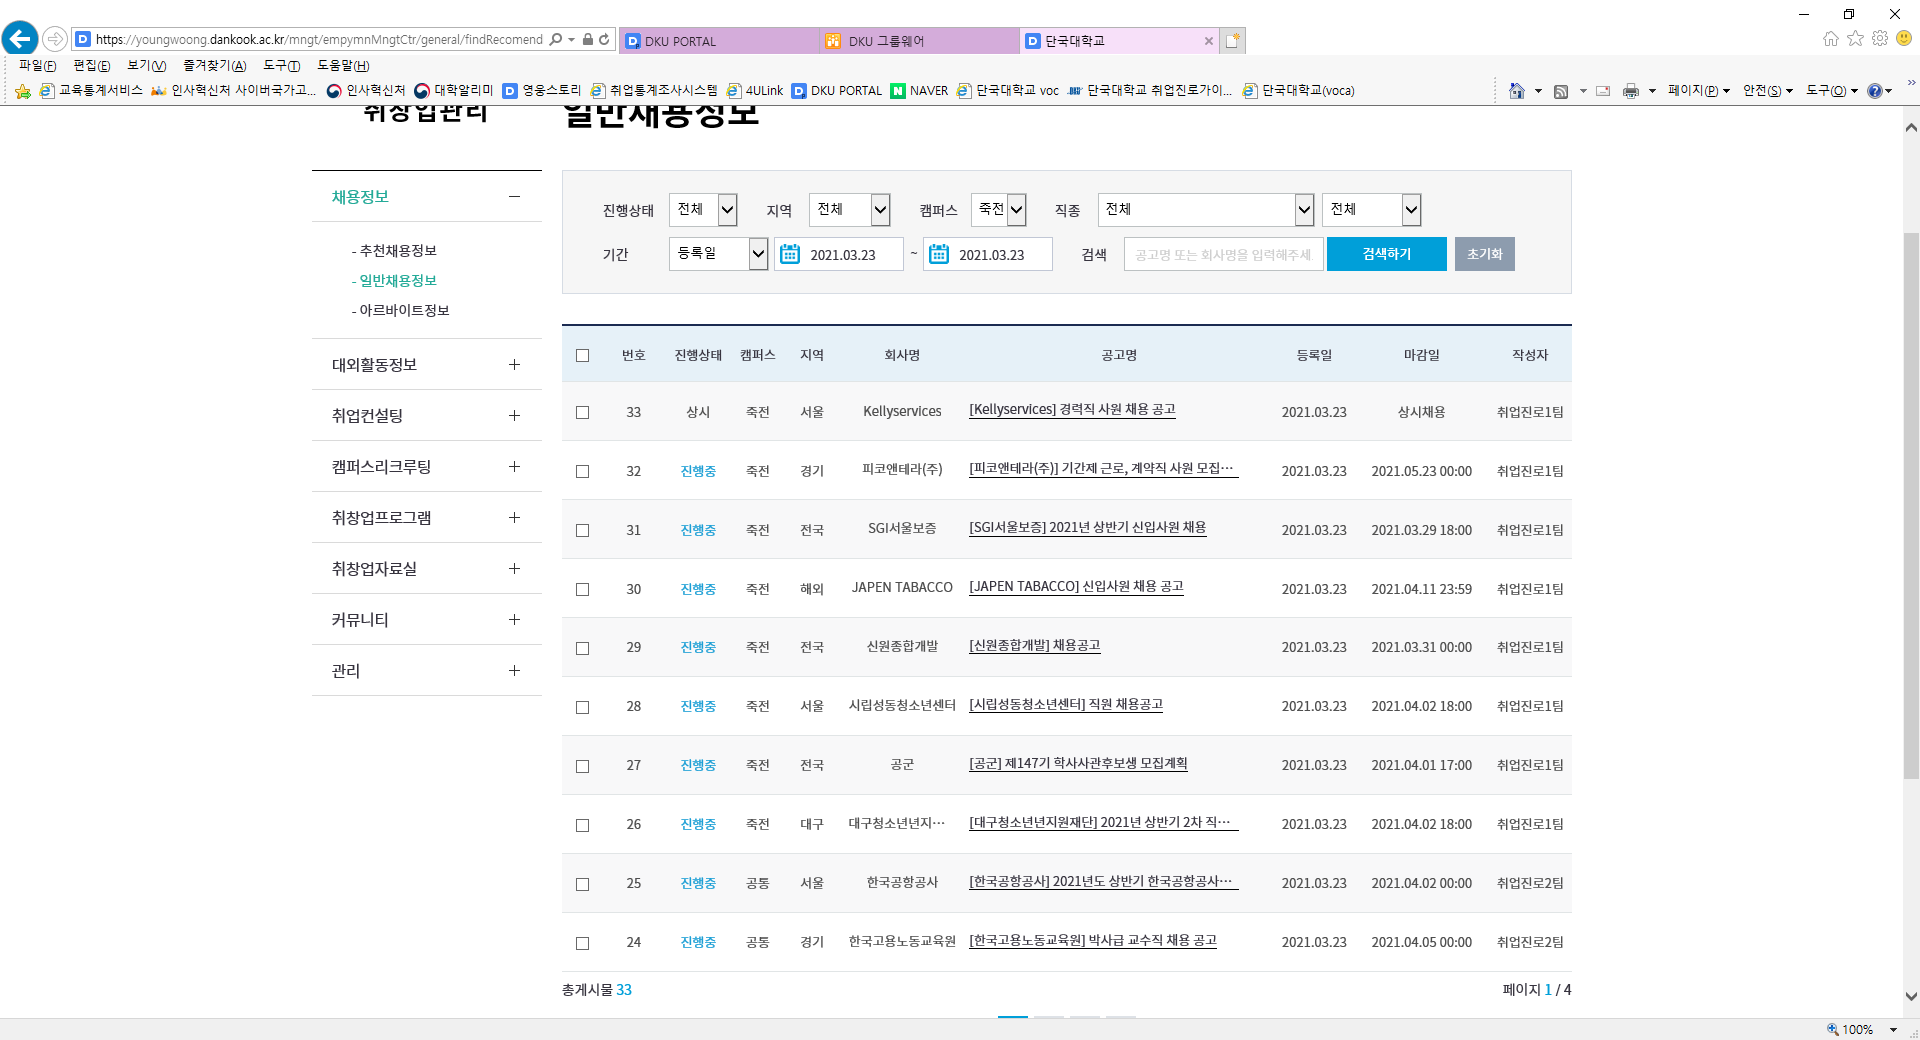 https://youngwoong.dankook.ac.kr/mngt/empymnMngtCtr/general/findRecomend
DKU PORTAL
DKU 그룹웨어
단국대학교
파일(F) 편집(E) 보기(V) 즐겨찾기(A) 도구(T) 도움말(H)
교육통계서비스 인사혁신처 사이버국가고... 인사혁신처 대학알리미 영웅스토리 취업통계조사시스템 4ULink DKU PORTAL NAVER 단국대학교 voc 단국대학교 취업진로가이... 단국대학교(voca)
페이지(P) 안전(S) 도구(O)
취창업관리
일반채용정보
채용정보
- 추천채용정보
- 일반채용정보
- 아르바이트정보
대외활동정보
취업컨설팅
캠퍼스리크루팅
취창업프로그램
취창업자료실
커뮤니티
관리
진행상태 전체 지역 전체 캠퍼스 죽전 직종 전체 전체
기간 등록일 2021.03.23 ~ 2021.03.23 검색 공고명 또는 회사명을 입력해주세 검색하기 초기화
번호 진행상태 캠퍼스 지역 회사명 공고명 등록일 마감일 작성자
33 상시 죽전 서울 Kellyservices [Kellyservices] 경력직 사원 채용 공고 2021.03.23 상시채용 취업진로1팀
32 진행중 죽전 경기 피코앤테라(주) [피코앤테라(주)] 기간제 근로, 계약직 사원 모집… 2021.03.23 2021.05.23 00:00 취업진로1팀
31 진행중 죽전 전국 SGI서울보증 [SGI서울보증] 2021년 상반기 신입사원 채용 2021.03.23 2021.03.29 18:00 취업진로1팀
30 진행중 죽전 해외 JAPEN TABACCO [JAPEN TABACCO] 신입사원 채용 공고 2021.03.23 2021.04.11 23:59 취업진로1팀
29 진행중 죽전 전국 신원종합개발 [신원종합개발] 채용공고 2021.03.23 2021.03.31 00:00 취업진로1팀
28 진행중 죽전 서울 시립성동청소년센터 [시립성동청소년센터] 직원 채용공고 2021.03.23 2021.04.02 18:00 취업진로1팀
27 진행중 죽전 전국 공군 [공군] 제147기 학사사관후보생 모집계획 2021.03.23 2021.04.01 17:00 취업진로1팀
26 진행중 죽전 대구 대구청소년년지… [대구청소년년지원재단] 2021년 상반기 2차 직… 2021.03.23 2021.04.02 18:00 취업진로1팀
25 진행중 공통 서울 한국공항공사 [한국공항공사] 2021년도 상반기 한국공항공사… 2021.03.23 2021.04.02 00:00 취업진로2팀
24 진행중 공통 경기 한국고용노동교육원 [한국고용노동교육원] 박사급 교수직 채용 공고 2021.03.23 2021.04.05 00:00 취업진로2팀
총게시물 33
페이지 1 / 4
100%